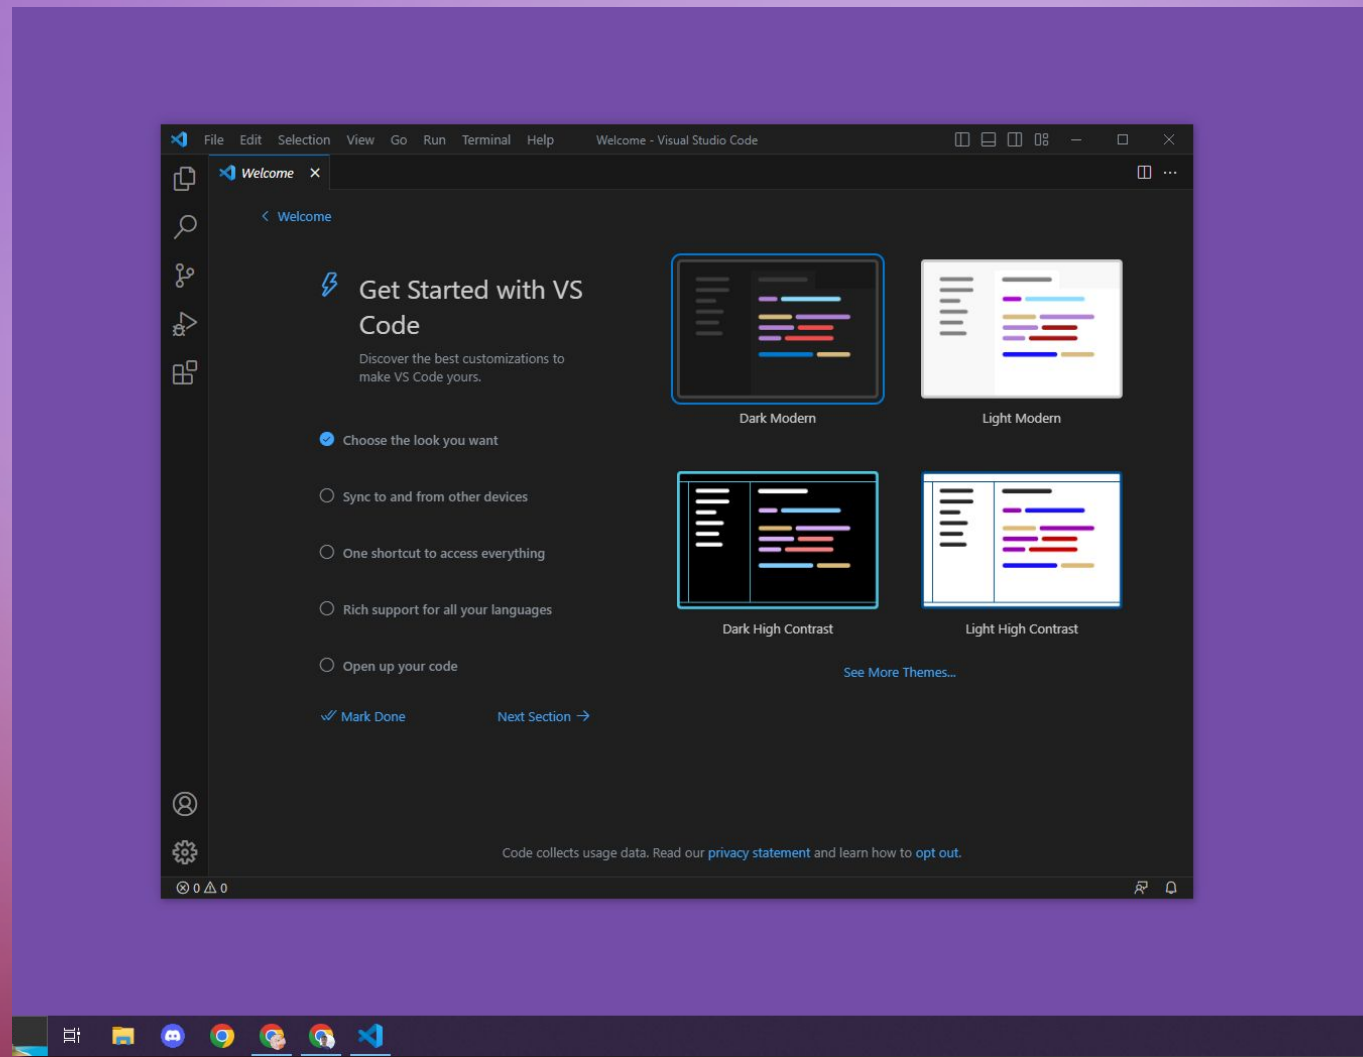 File Edit Selection View Go Run Terminal Help Welcome - Visual Studio Code
Welcome
Welcome
Get Started with VS
Code
Discover the best customizations to
make VS Code yours.
Choose the look you want
Sync to and from other devices
One shortcut to access everything
Rich support for all your languages
Open up your code
Mark Done Next Section
Dark Modern Light Modern
Dark High Contrast Light High Contrast
See More Themes...
Code collects usage data. Read our privacy statement and learn how to opt out.
0 0